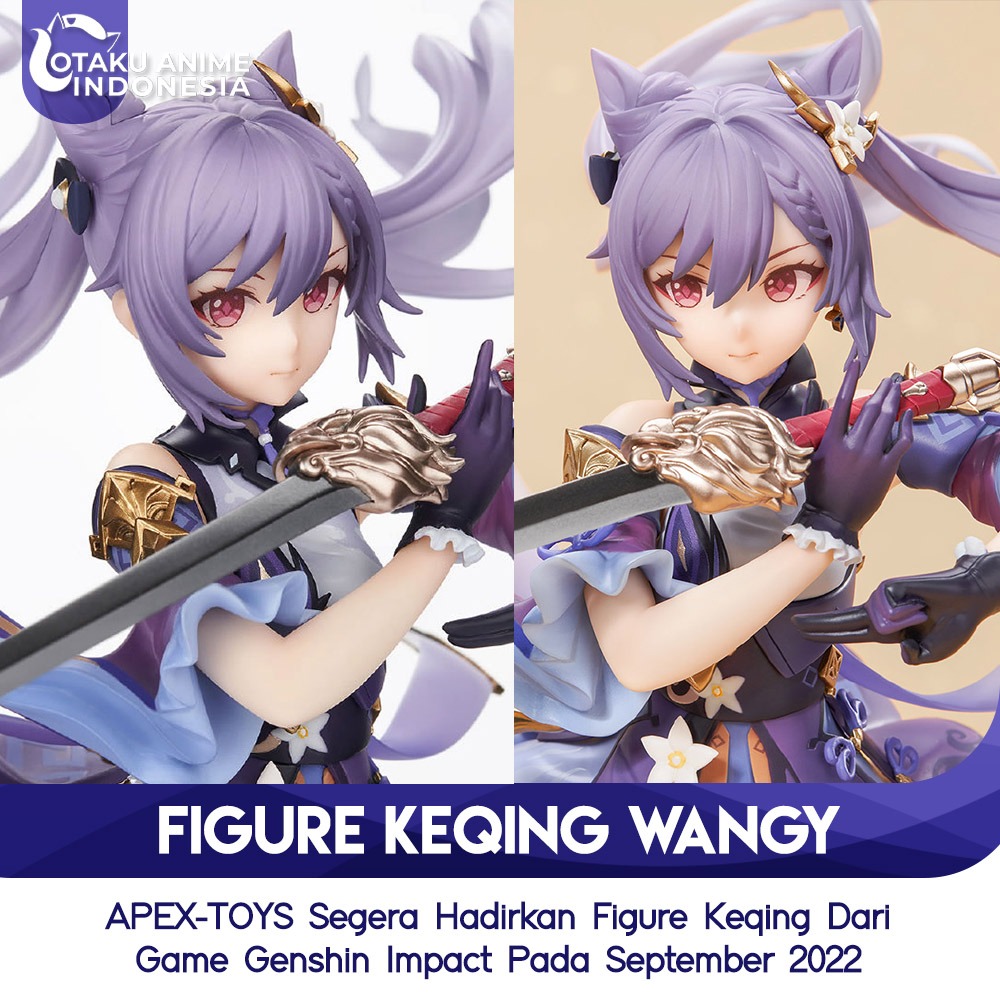 OTAKU ANIME
INDONESIA
FIGURE KEQING WANGY
APEX-TOYS Segera Hadirkan Figure Keqing Dari
Game Genshin Impact Pada September 2022